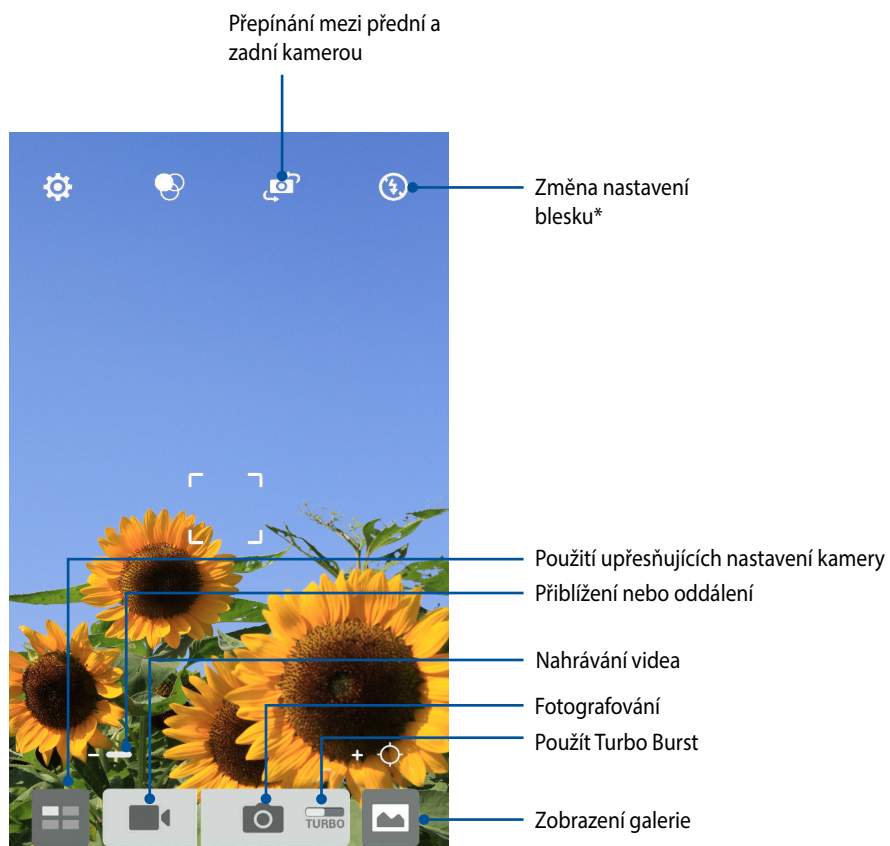 Přepínání mezi přední a
zadní kamerou
Změna nastavení
blesku*
Použití upřesňujících nastavení kamery
Přiblížení nebo oddálení
Nahrávání videa
Fotografování
Použít Turbo Burst
TURBO
Zobrazení galerie